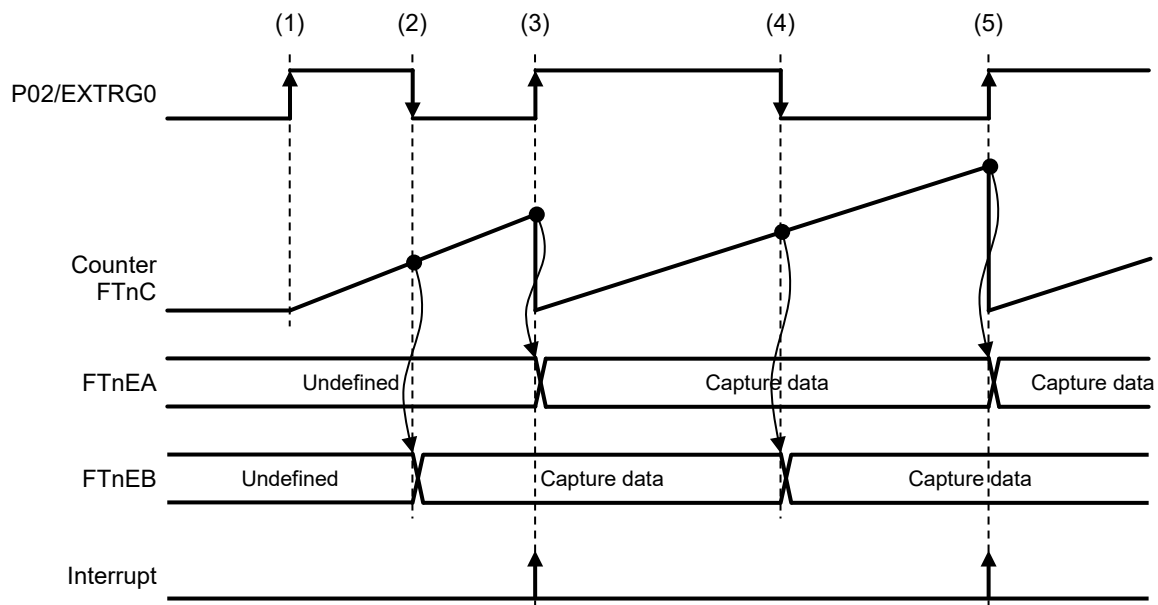 (1) (2) (3) (4) (5)
P02/EXTRG0
Counter
FTnC
FTnEA Undefined Capture data Capture data
FTnEB Undefined Capture data Capture data
Interrupt